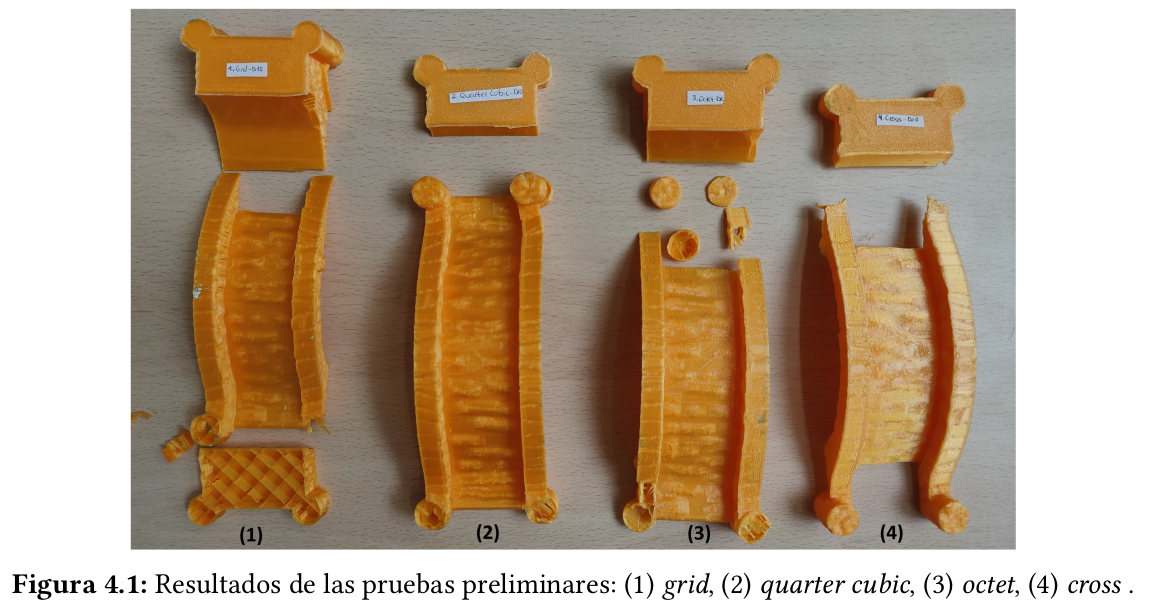 1. Grid-D10
2. Quarter Cubic-D10
3. Octet-D10
4. Cross-D10
(1)
(2)
(3)
(4)
Figura 4.1: Resultados de las pruebas preliminares: (1) grid, (2) quarter cubic, (3) octet, (4) cross .